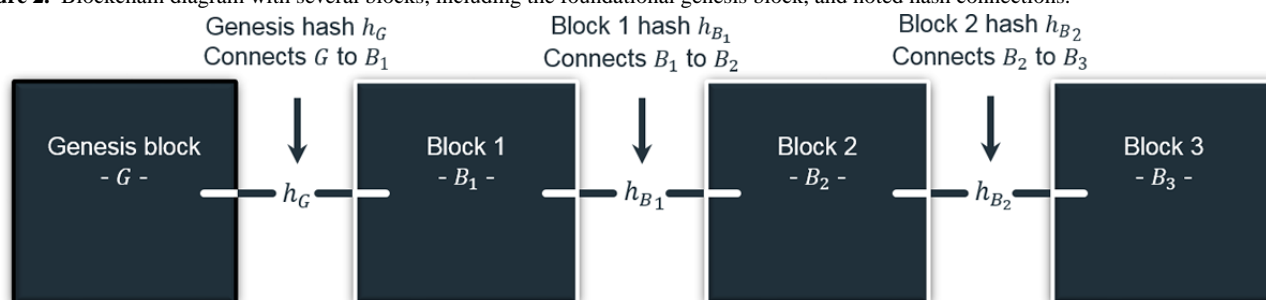 Figure 2. Blockchain diagram with several blocks, including the foundational genesis block, and noted hash connections.
Genesis hash h_G
Connects G to B_1
Block 1 hash h_{B_1}
Connects B_1 to B_2
Block 2 hash h_{B_2}
Connects B_2 to B_3
Genesis block
- G -
h_G
Block 1
- B_1 -
h_{B_1}
Block 2
- B_2 -
h_{B_2}
Block 3
- B_3 -